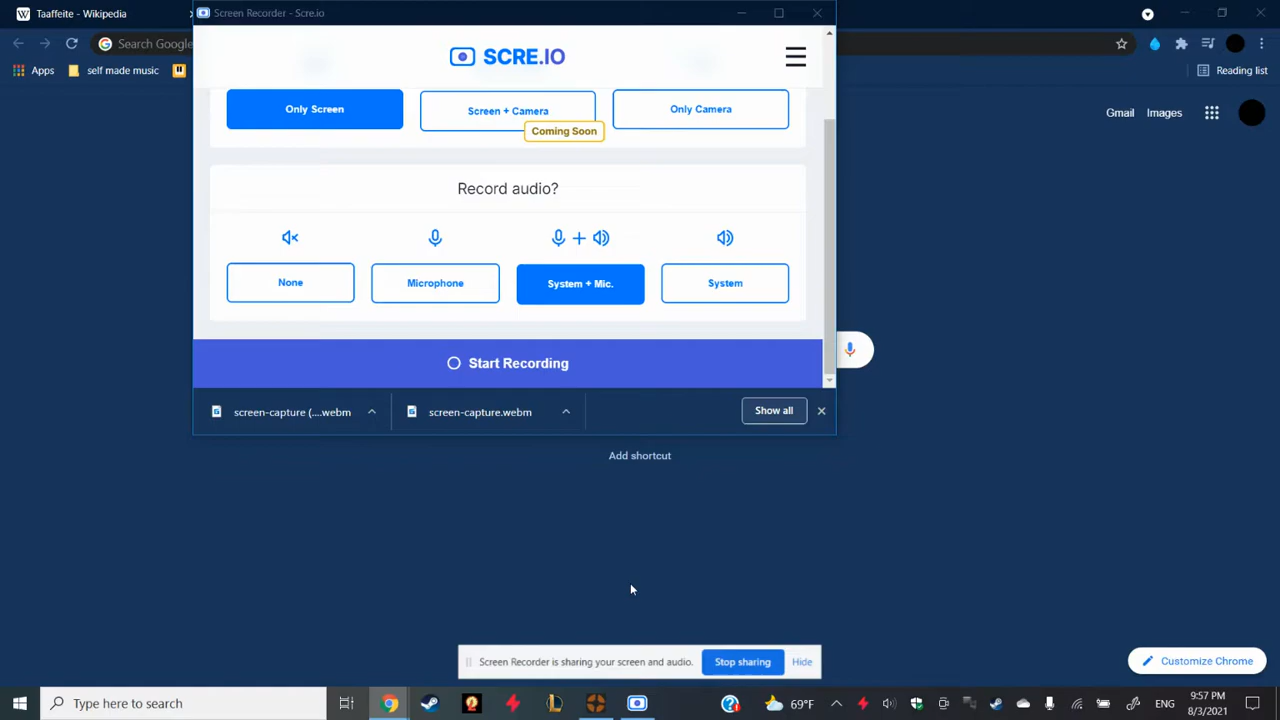 Taaffeite - Wikipedia
Screen Recorder - Scre.io
Search Google
Apps
made music
Reading list
SCRE.IO
Gmail
Images
Only Screen
Screen + Camera
Only Camera
Coming Soon
Record audio?
None
Microphone
System + Mic.
System
Start Recording
screen-capture (....webm
screen-capture.webm
Show all
Add shortcut
Screen Recorder is sharing your screen and audio.
Stop sharing
Hide
Customize Chrome
Type here to search
69°F
ENG
9:57 PM
8/3/2021